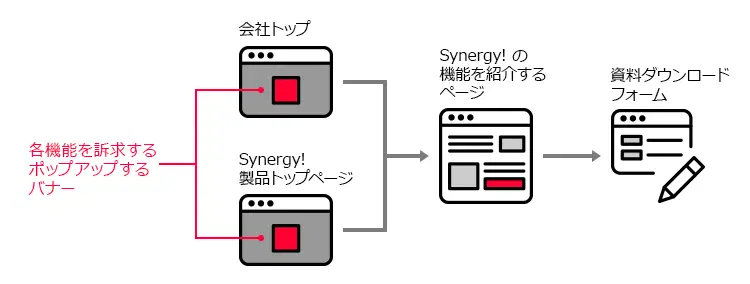 会社トップ
Synergy! の
機能を紹介する
ページ
資料ダウンロード
フォーム
各機能を訴求する
ポップアップする
バナー
Synergy!
製品トップページ